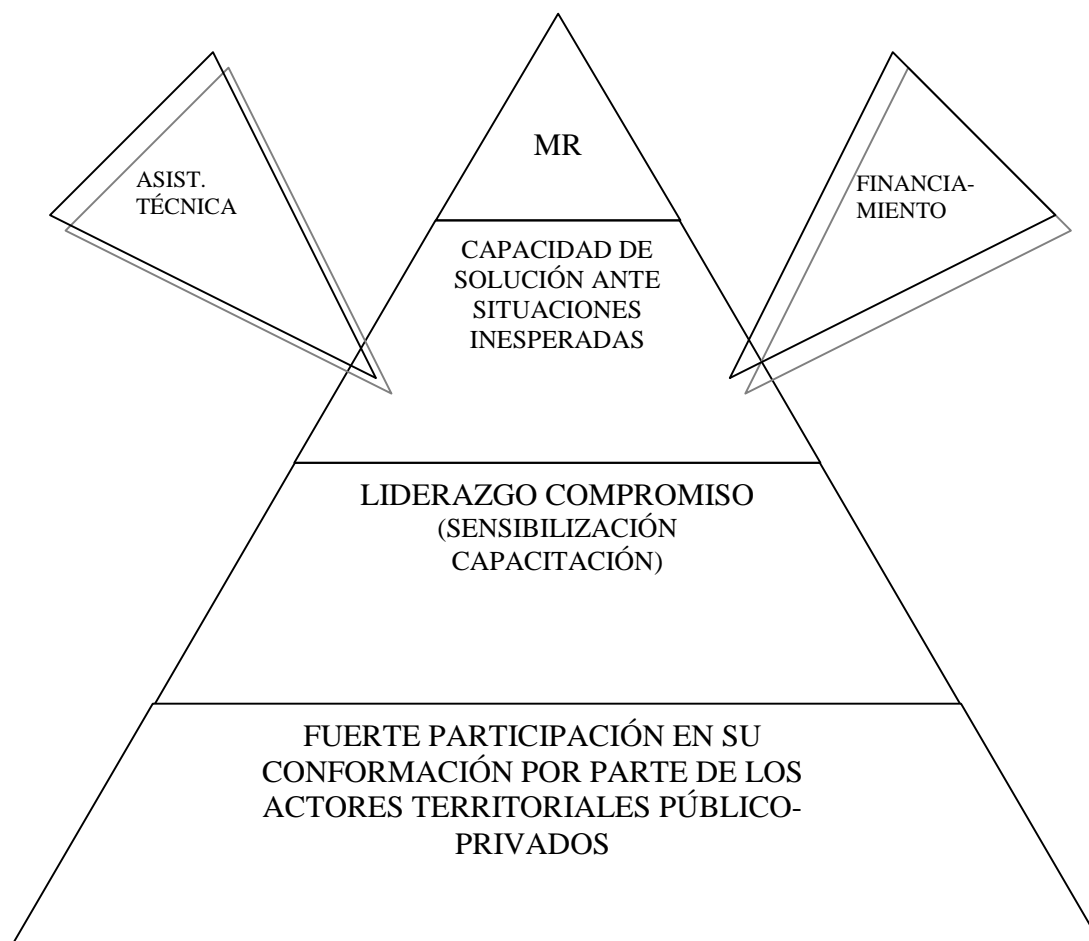 MR
ASIST.
TÉCNICA
FINANCIA-
MIENTO
CAPACIDAD DE
SOLUCIÓN ANTE
SITUACIONES
INESPERADAS
LIDERAZGO COMPROMISO
(SENSIBILIZACIÓN
CAPACITACIÓN)
FUERTE PARTICIPACIÓN EN SU
CONFORMACIÓN POR PARTE DE LOS
ACTORES TERRITORIALES PÚBLICO-
PRIVADOS